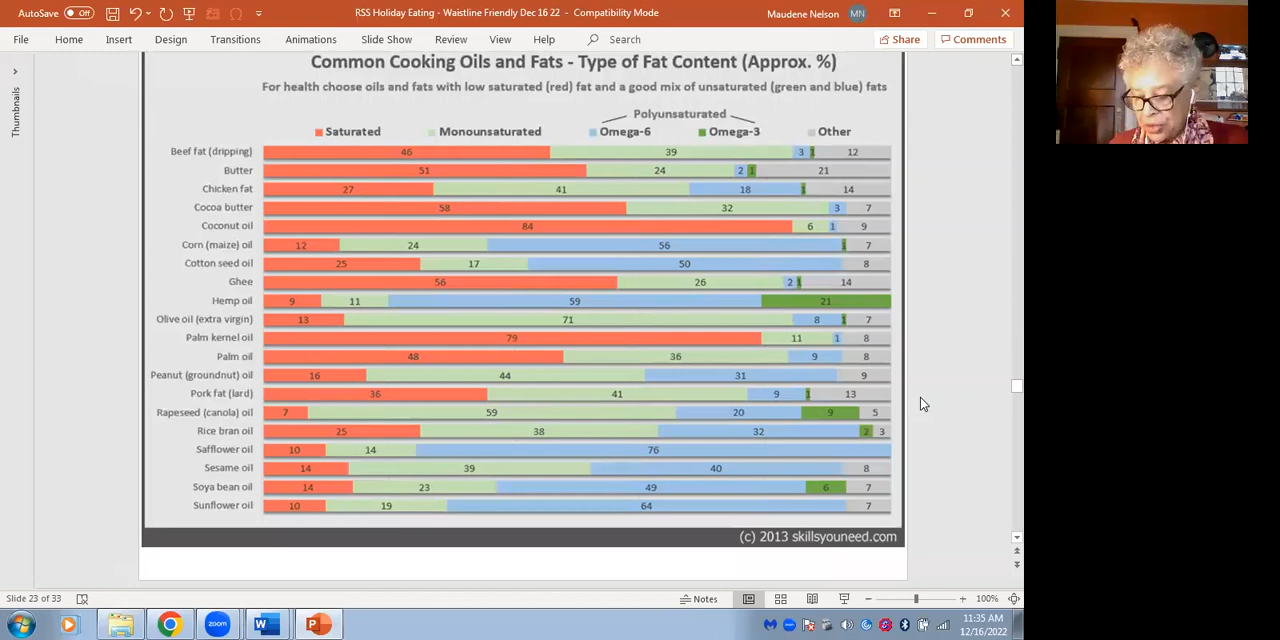 AutoSave Off RSS Holiday Eating - Waistline Friendly Dec 16 22 - Compatibility Mode Maudene Nelson MN
File Home Insert Design Transitions Animations Slide Show Review View Help Search Share Comments
Thumbnails
Common Cooking Oils and Fats - Type of Fat Content (Approx. %)
For health choose oils and fats with low saturated (red) fat and a good mix of unsaturated (green and blue) fats
Polyunsaturated
Saturated Monounsaturated Omega-6 Omega-3 Other
Beef fat (dripping) 46 39 3 1 12
Butter 51 24 2 1 21
Chicken fat 27 41 18 1 14
Cocoa butter 58 32 3 7
Coconut oil 84 6 1 9
Corn (maize) oil 12 24 56 1 7
Cotton seed oil 25 17 50 8
Ghee 56 26 2 1 14
Hemp oil 9 11 59 21
Olive oil (extra virgin) 13 71 8 1 7
Palm kernel oil 79 11 1 8
Palm oil 48 36 9 8
Peanut (groundnut) oil 16 44 31 9
Pork fat (lard) 36 41 9 1 13
Rapeseed (canola) oil 7 59 20 9 5
Rice bran oil 25 38 32 2 3
Safflower oil 10 14 76
Sesame oil 14 39 40 8
Soya bean oil 14 23 49 6 7
Sunflower oil 10 19 64 7
(c) 2013 skillsyouneed.com
Slide 23 of 33 Notes 100%
zoom 11:35 AM
12/16/2022